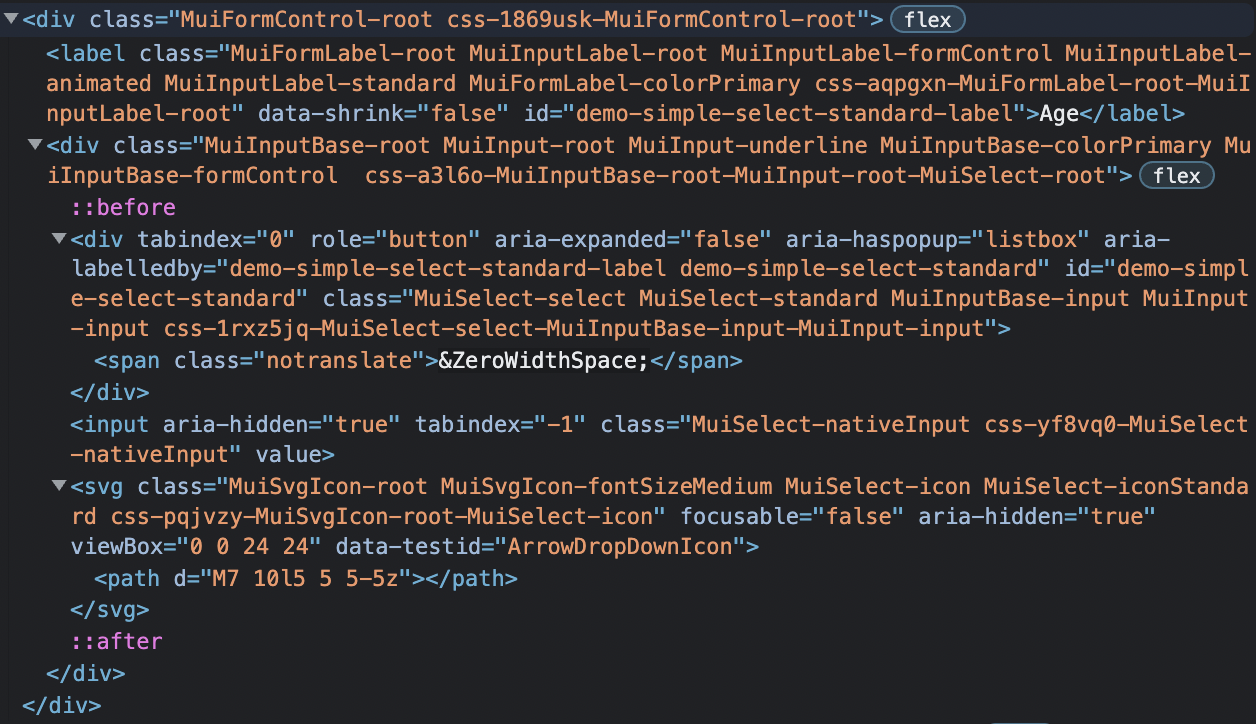 <div class="MuiFormControl-root css-1869usk-MuiFormControl-root"> flex
<label class="MuiFormLabel-root MuiInputLabel-root MuiInputLabel-formControl MuiInputLabel-
animated MuiInputLabel-standard MuiFormLabel-colorPrimary css-aqpgxn-MuiFormLabel-root-MuiI
nputLabel-root" data-shrink="false" id="demo-simple-select-standard-label">Age</label>
<div class="MuiInputBase-root MuiInput-root MuiInput-underline MuiInputBase-colorPrimary Mu
iInputBase-formControl  css-a3l6o-MuiInputBase-root-MuiInput-root-MuiSelect-root"> flex
::before
<div tabindex="0" role="button" aria-expanded="false" aria-haspopup="listbox" aria-
labelledby="demo-simple-select-standard-label demo-simple-select-standard" id="demo-simpl
e-select-standard" class="MuiSelect-select MuiSelect-standard MuiInputBase-input MuiInput
-input css-1rxz5jq-MuiSelect-select-MuiInputBase-input-MuiInput-input">
<span class="notranslate">&ZeroWidthSpace;</span>
</div>
<input aria-hidden="true" tabindex="-1" class="MuiSelect-nativeInput css-yf8vq0-MuiSelect
-nativeInput" value>
<svg class="MuiSvgIcon-root MuiSvgIcon-fontSizeMedium MuiSelect-icon MuiSelect-iconStanda
rd css-pqjvzy-MuiSvgIcon-root-MuiSelect-icon" focusable="false" aria-hidden="true"
viewBox="0 0 24 24" data-testid="ArrowDropDownIcon">
<path d="M7 10l5 5 5-5z"></path>
</svg>
::after
</div>
</div>